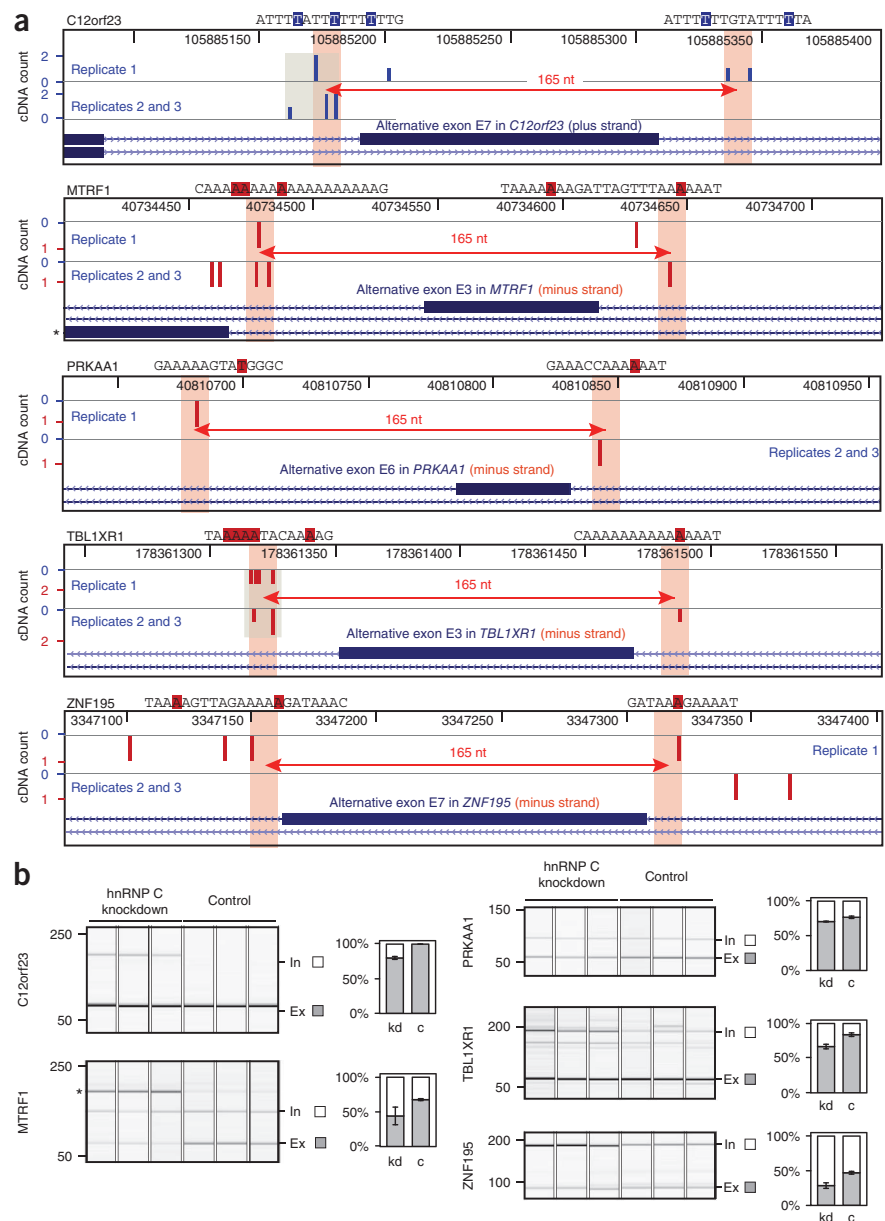 a
C12orf23
ATTTTATTTTTTTTG
ATTTTTTGTATTTTTA
105885150
105885200
105885250
105885300
105885350
105885400
cDNA count
2
0
2
0
Replicate 1
Replicates 2 and 3
165 nt
Alternative exon E7 in C12orf23 (plus strand)
MTRF1
CAAAAAAAAAAAAAAAAAAAAG
TAAAAAAAGATTAGTTTAAAAAAT
40734450
40734500
40734550
40734600
40734650
40734700
cDNA count
0
1
0
1
Replicate 1
Replicates 2 and 3
165 nt
Alternative exon E3 in MTRF1 (minus strand)
*
PRKAA1
GAAAAAGTATGGGC
GAAACCAAAAAAT
40810700
40810750
40810800
40810850
40810900
40810950
cDNA count
0
1
0
1
Replicate 1
165 nt
Replicates 2 and 3
Alternative exon E6 in PRKAA1 (minus strand)
TBL1XR1
TAAAAATACAAAAG
CAAAAAAAAAAAAAAT
178361300
178361350
178361400
178361450
178361500
178361550
cDNA count
0
2
0
2
Replicate 1
Replicates 2 and 3
165 nt
Alternative exon E3 in TBL1XR1 (minus strand)
ZNF195
TAAAAAGTTAGAAAAAGATAAAC
GATAAAGAAAAT
3347100
3347150
3347200
3347250
3347300
3347350
3347400
cDNA count
0
1
0
1
Replicate 1
165 nt
Replicates 2 and 3
Alternative exon E7 in ZNF195 (minus strand)
b
hnRNP C
knockdown
Control
C12orf23
250
50
In
Ex
100%
50%
0%
kd c
MTRF1
250
*
50
In
Ex
100%
50%
0%
kd c
hnRNP C
knockdown
Control
PRKAA1
150
50
In
Ex
100%
50%
0%
kd c
TBL1XR1
200
50
In
Ex
100%
50%
0%
kd c
ZNF195
200
100
In
Ex
100%
50%
0%
kd c